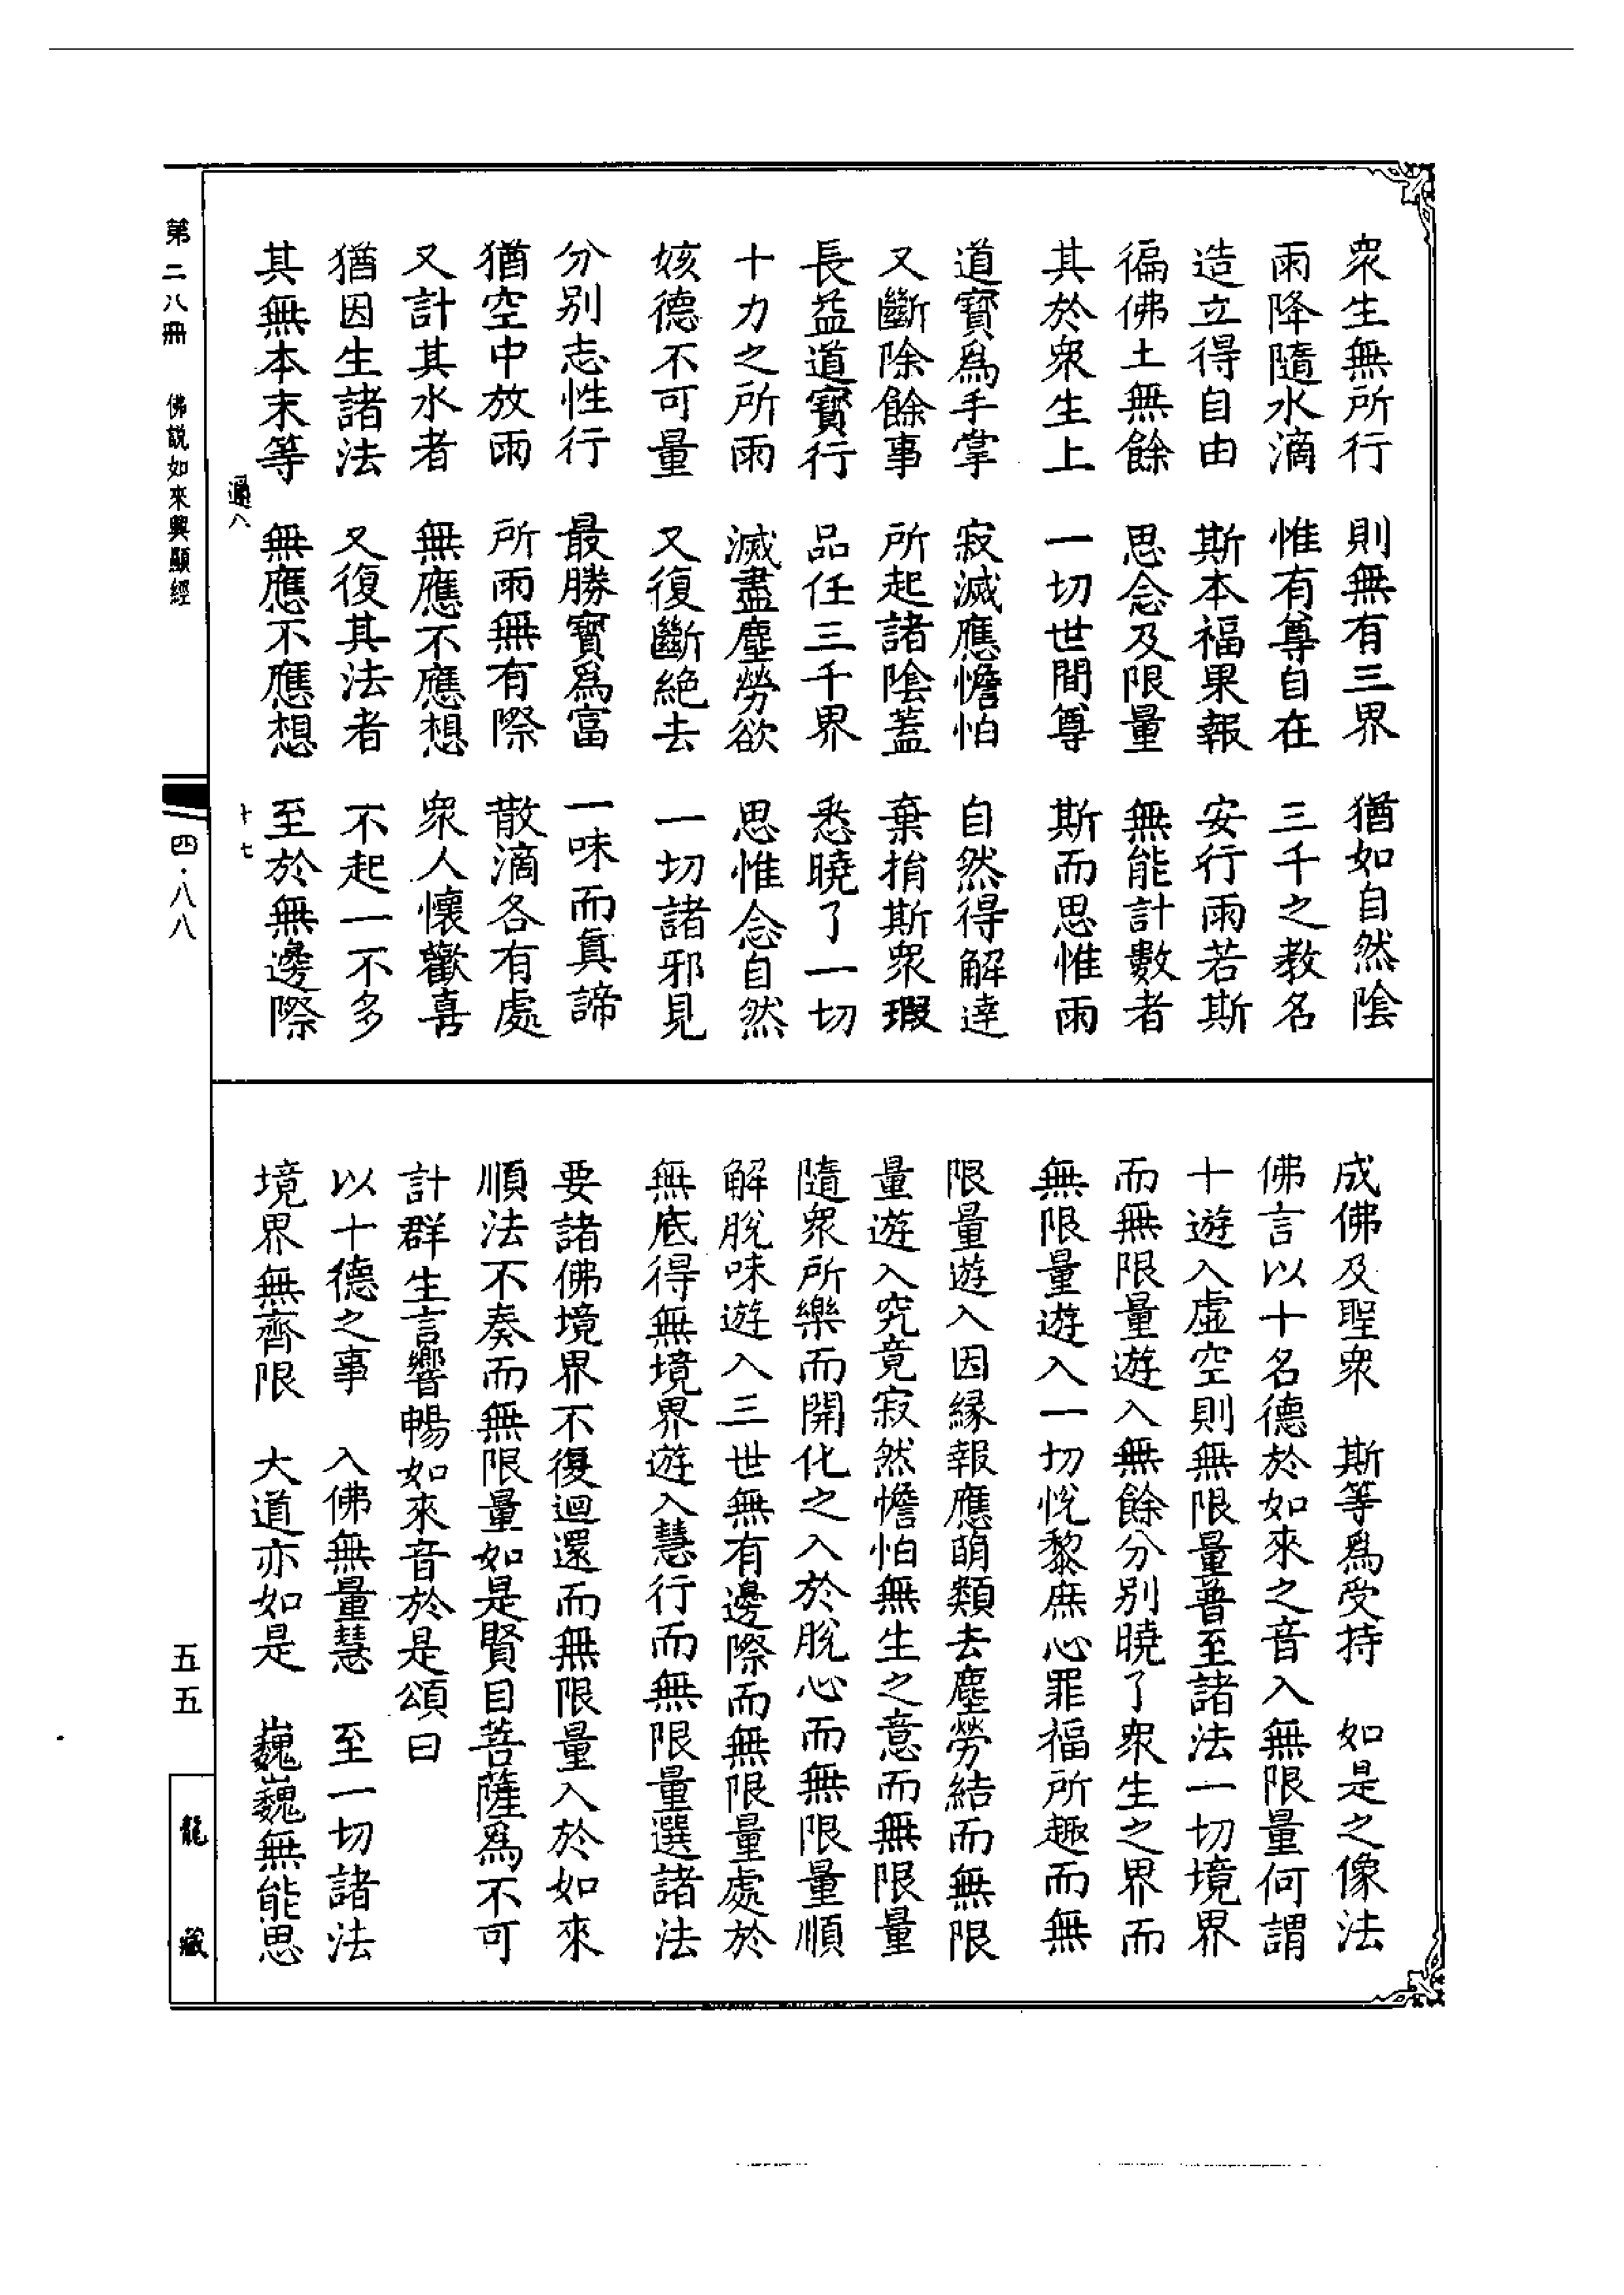 衆生無所行　則無有三界　猶如自然陰
雨降隨水滴　惟有尊自在　三千之教名
造立得自由　斯本福果報　安行雨若斯
徧佛土無餘　思念及限量　無能計數者
其於衆生上　一切世間尊　斯而思惟雨
道寳爲手掌　寂滅應憺怕　自然得解達
又斷除餘事　所起諸陰蓋　棄捐斯衆瑕
長益道寳行　品任三千界　悉曉了一切
十力之所雨　滅盡塵勞欲　思惟念自然
姟德不可量　又復斷絶去　一切諸邪見
分别志性行　最勝寳爲富　一味而真諦
猶空中放雨　所雨無有際　散滴各有處
又計其水者　無應不應想　衆人懷歡喜
猶因生諸法　又復其法者　不起一不多
其無本末等　無應不應想　至於無邊際
通八
十七
成佛及聖衆　斯等爲受持　如是之像法
佛言以十名德於如來之音入無限量何謂
十遊入虛空則無限量普至諸法一切境界
而無限量遊入無餘分别曉了衆生之界而
無限量遊入一切恱黎庶心罪福所趣而無
限量遊入因緣報應萌類去塵勞結而無限
量遊入究竟寂然憺怕無生之意而無限量
隨衆所樂而開化之入於脫心而無限量順
解脫味遊入三世無有邊際而無限量處於
無底得無境界遊入慧行而無限量選諸法
要諸佛境界不復迴還而無限量入於如來
順法不奏而無限量如是賢目菩薩爲不可
計群生言響暢如來音於是頌曰
以十德之事　入佛無量慧　至一切諸法
境界無齊限　大道亦如是　巍巍無能思
第二八冊　佛説如來興顯經
四·八八
五五
龍藏